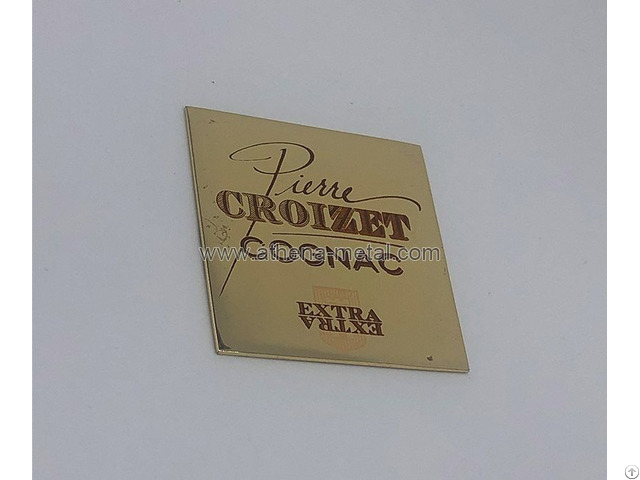 Pierre
CROIZET
www.athena-metal.com
COGNAC
EXTRA
EXTRA